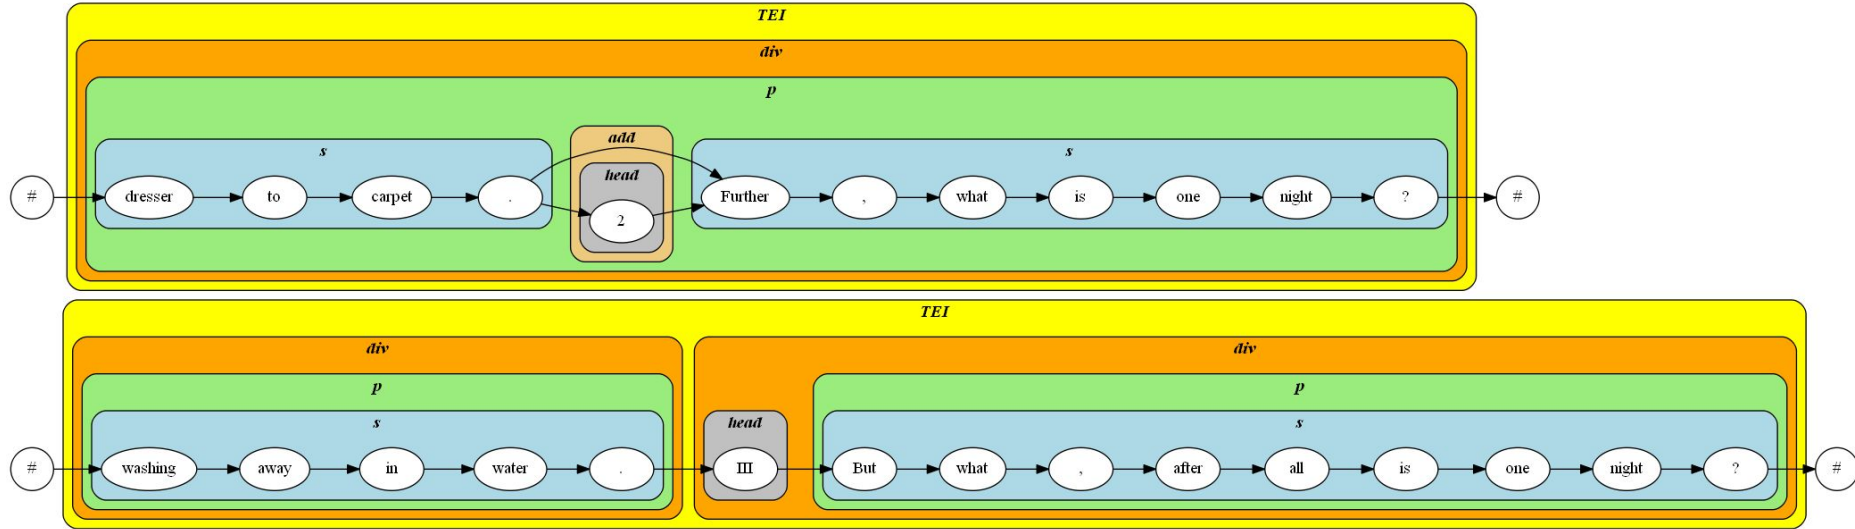 TEI
div
p
add
s head s
# dresser to carpet . 2 Further , what is one night ? #
TEI
div div
p p
s head s
# washing away in water . III But what , after all is one night ? #